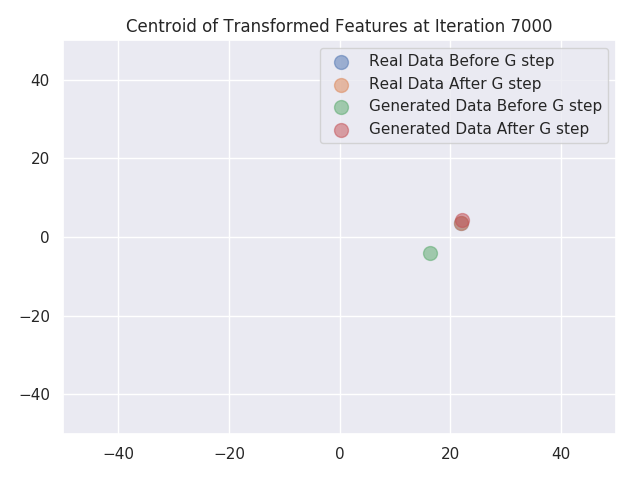 Centroid of Transformed Features at Iteration 7000
Real Data Before G step
Real Data After G step
Generated Data Before G step
Generated Data After G step
40
20
0
−20
−40
−40 −20 0 20 40